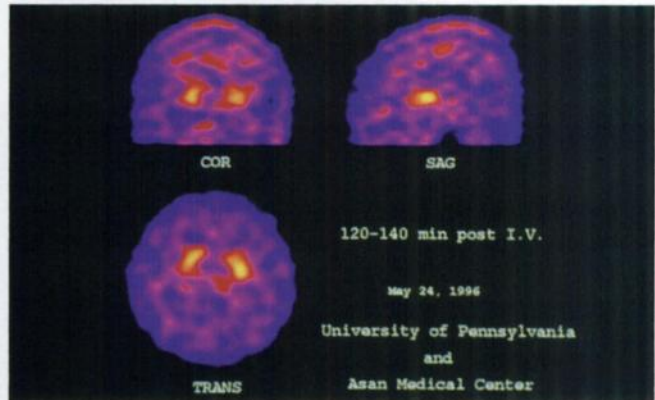 COR
SAG
120-140 min post I.V.
May 24, 1996
University of Pennsylvania
and
Asan Medical Center
TRANS